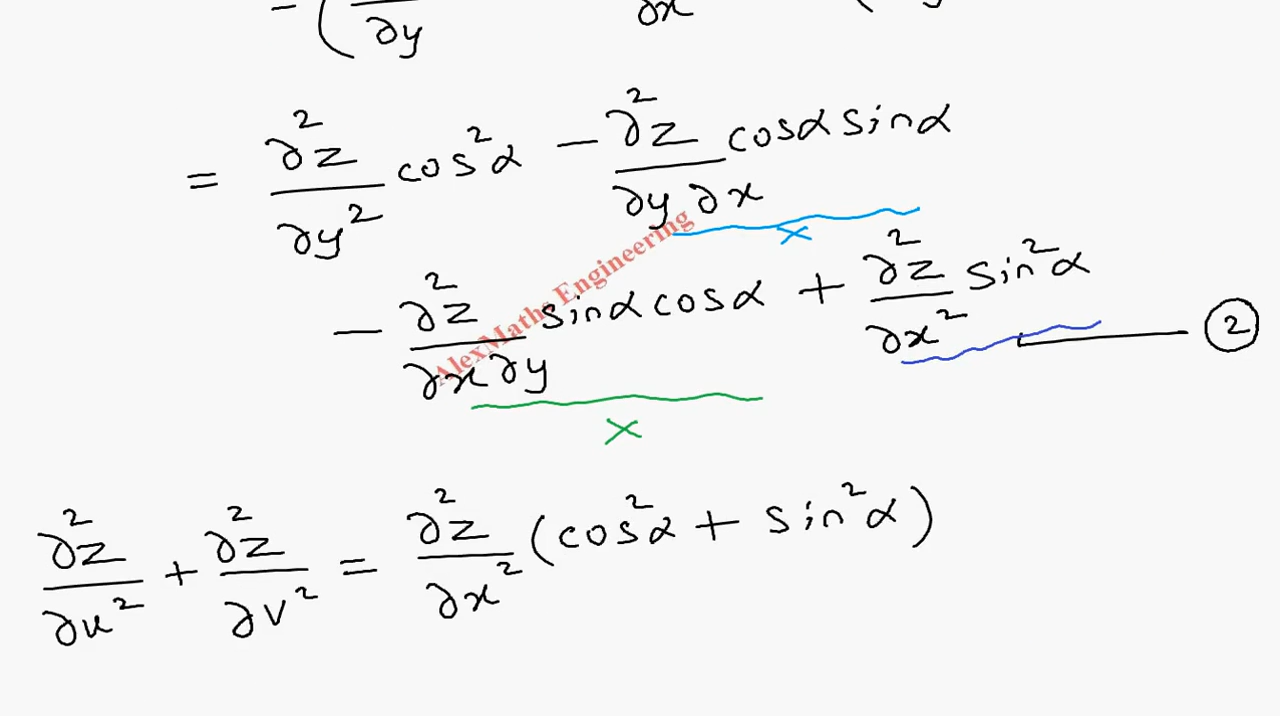 -(∂y ∂x (
= ∂²z/∂y² cos²α - ∂²z/∂y∂x cosα sinα
- ∂²z/∂x∂y sinα cosα + ∂²z/∂x² sin²α ——— ②
AlexMaths Engineering
∂²z/∂u² + ∂²z/∂v² = ∂²z/∂x² (cos²α + sin²α)